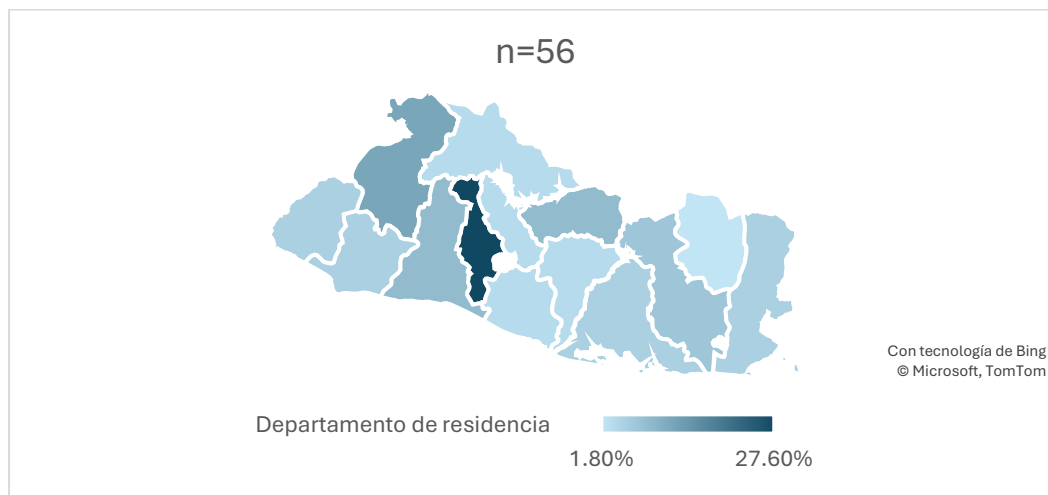 n=56
Con tecnología de Bing
© Microsoft, TomTom
Departamento de residencia
1.80%
27.60%